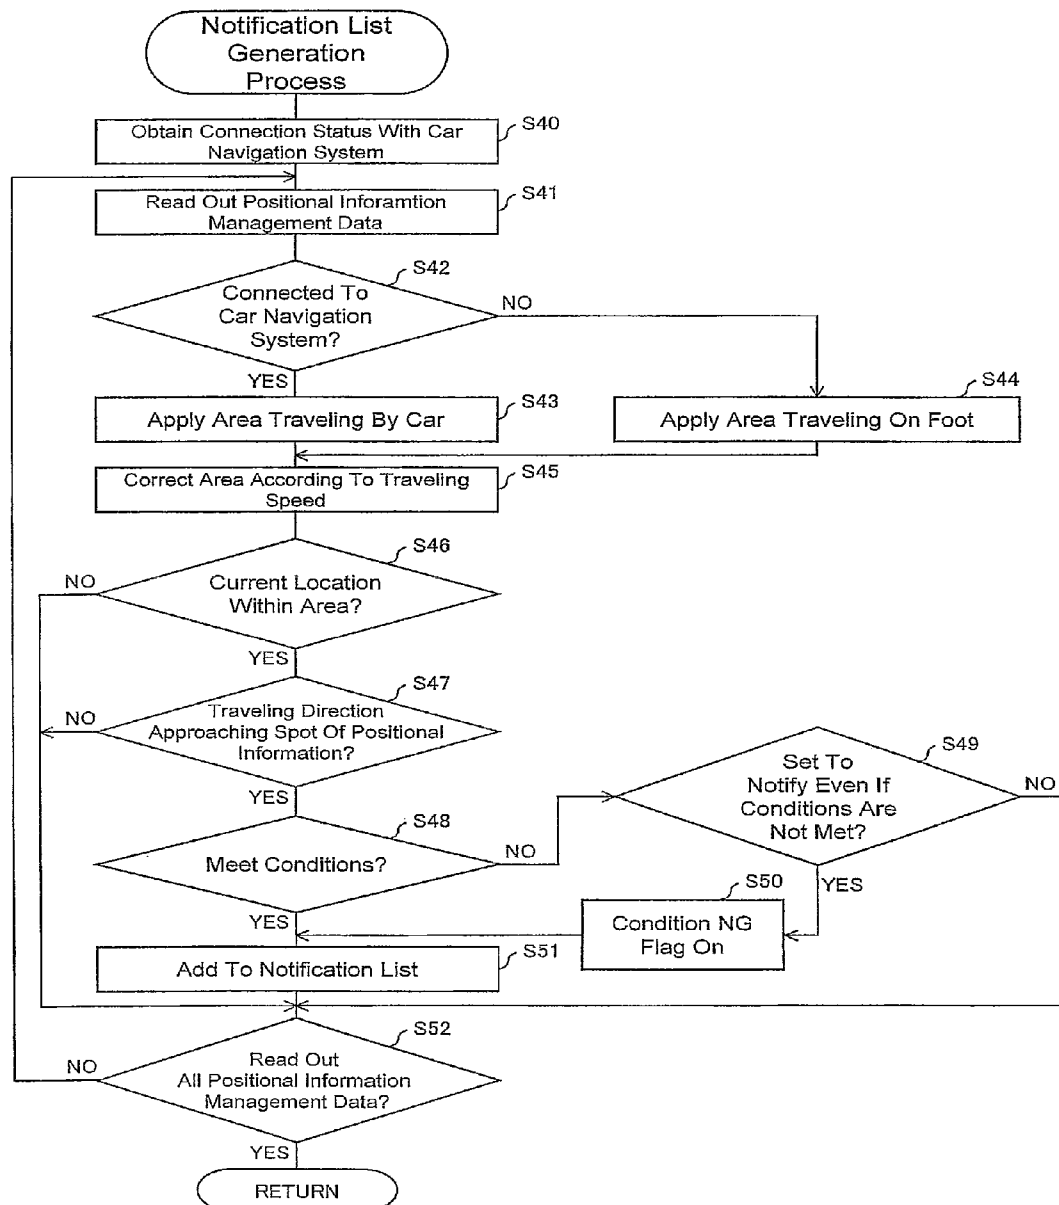 Notification List
Generation
Process
Obtain Connection Status With Car
Navigation System
S40
Read Out Positional Inforamtion
Management Data
S41
S42
Connected To
Car Navigation
System?
NO
YES
Apply Area Traveling By Car
S43
Apply Area Traveling On Foot
S44
Correct Area According To Traveling
Speed
S45
S46
NO
Current Location
Within Area?
YES
S47
NO
Traveling Direction
Approaching Spot Of Positional
Information?
YES
S48
Meet Conditions?
NO
YES
S49
Set To
Notify Even If
Conditions Are
Not Met?
NO
YES
S50
Condition NG
Flag On
Add To Notification List
S51
S52
NO
Read Out
All Positional Information
Management Data?
YES
RETURN